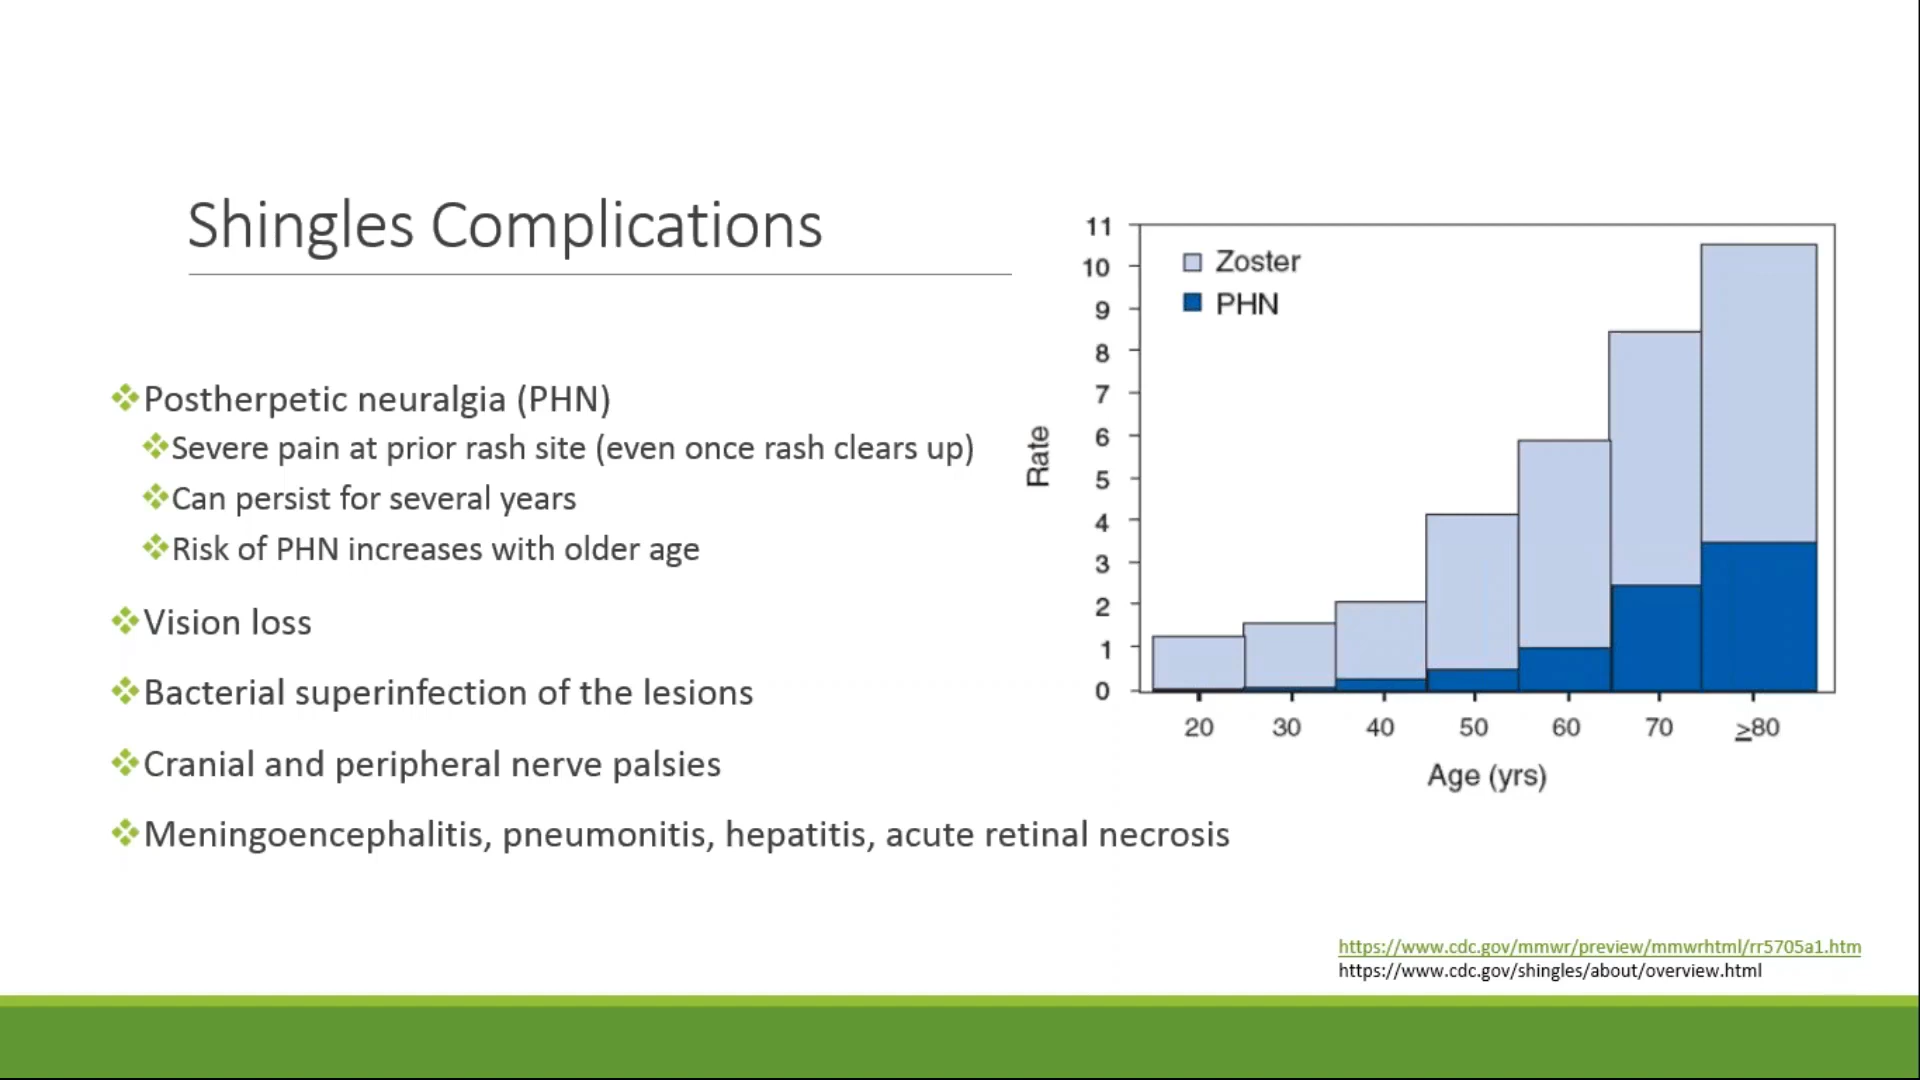 Shingles Complications
Postherpetic neuralgia (PHN)
Severe pain at prior rash site (even once rash clears up)
Can persist for several years
Risk of PHN increases with older age
Vision loss
Bacterial superinfection of the lesions
Cranial and peripheral nerve palsies
Meningoencephalitis, pneumonitis, hepatitis, acute retinal necrosis
Zoster
PHN
Rate
11
10
9
8
7
6
5
4
3
2
1
0
20 30 40 50 60 70 ≥80
Age (yrs)
https://www.cdc.gov/mmwr/preview/mmwrhtml/rr5705a1.htm
https://www.cdc.gov/shingles/about/overview.html